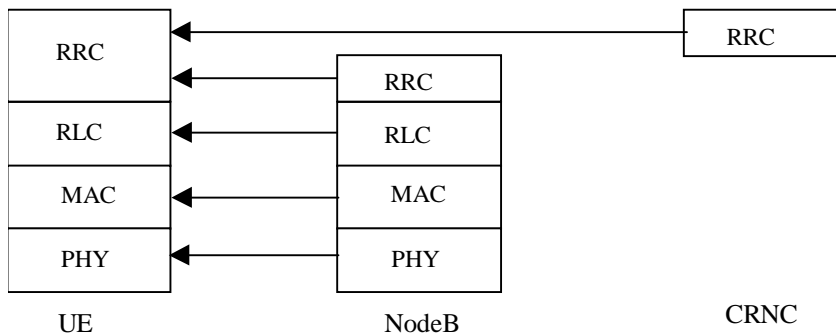 RRC
RRC
RRC
RLC
RLC
MAC
MAC
PHY
PHY
UE
NodeB
CRNC